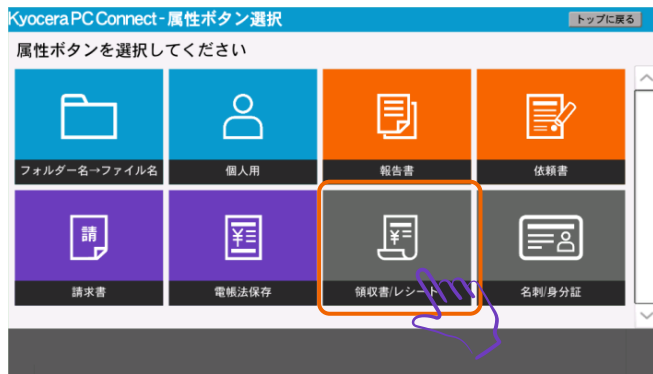 Kyocera PC Connect - 属性ボタン選択
トップに戻る
属性ボタンを選択してください
フォルダー名→ファイル名
個人用
報告書
依頼書
請
¥
¥
請求書
電帳法保存
領収書/レシート
名刺/身分証